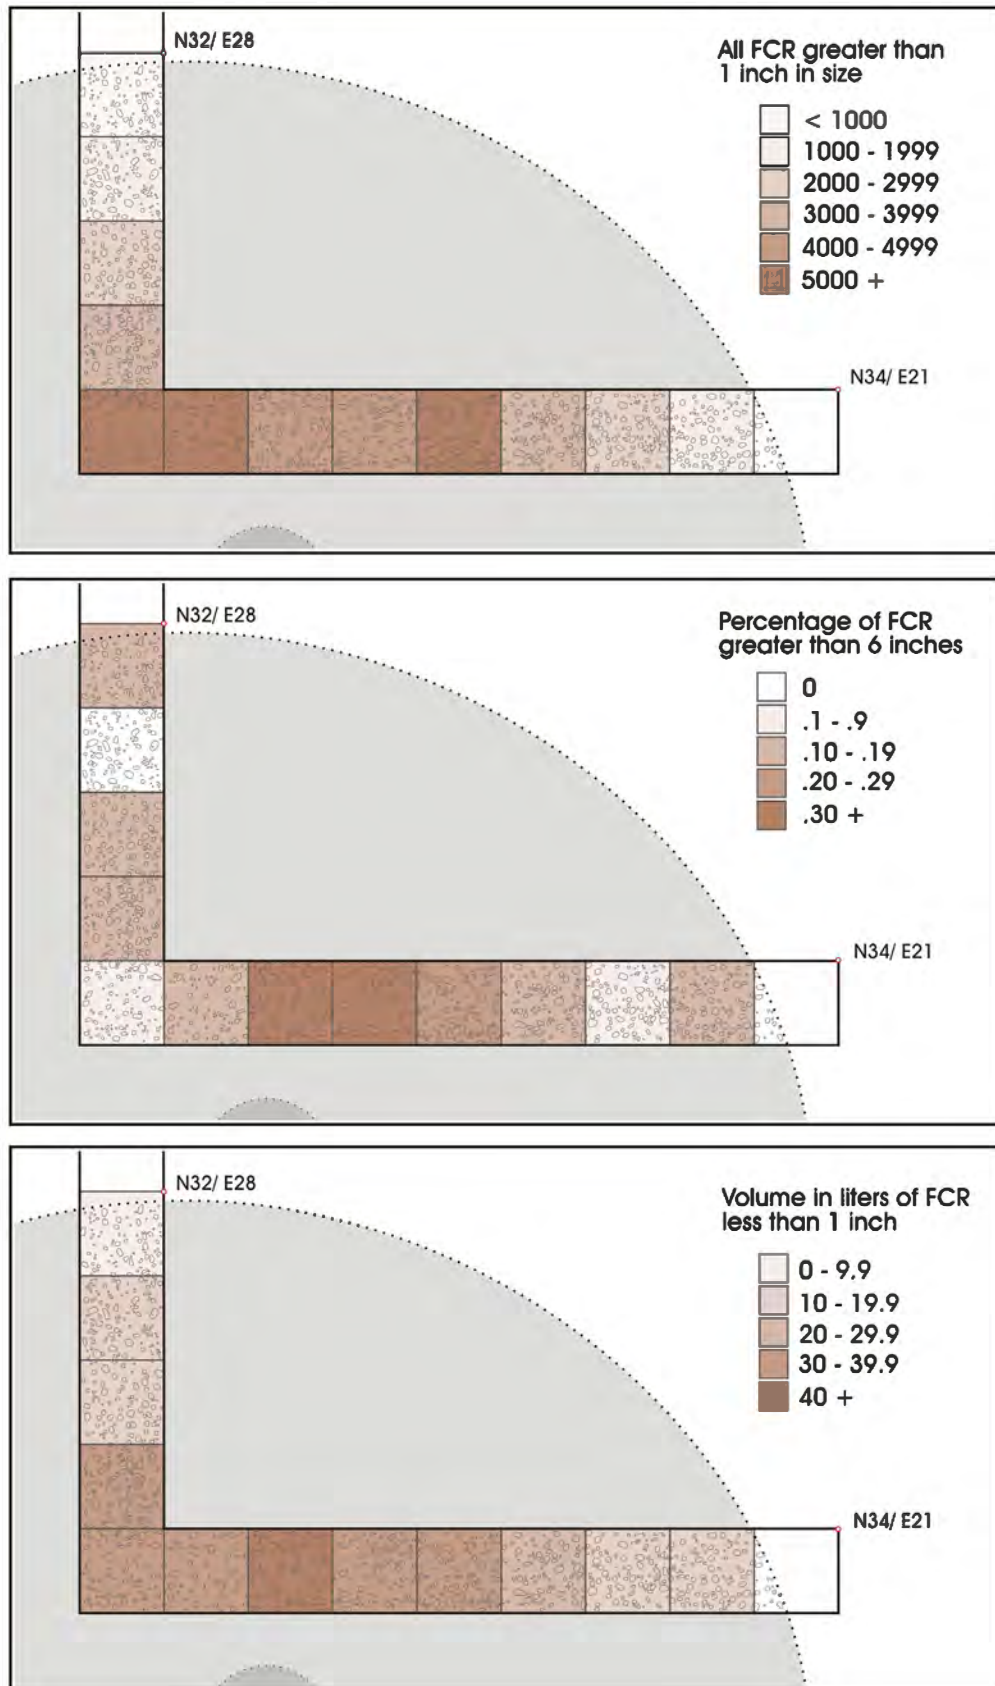 N32/ E28
All FCR greater than
1 inch in size
< 1000
1000 - 1999
2000 - 2999
3000 - 3999
4000 - 4999
5000 +
N34/ E21
N32/ E28
Percentage of FCR
greater than 6 inches
0
.1 - .9
.10 - .19
.20 - .29
.30 +
N34/ E21
N32/ E28
Volume in liters of FCR
less than 1 inch
0 - 9.9
10 - 19.9
20 - 29.9
30 - 39.9
40 +
N34/ E21